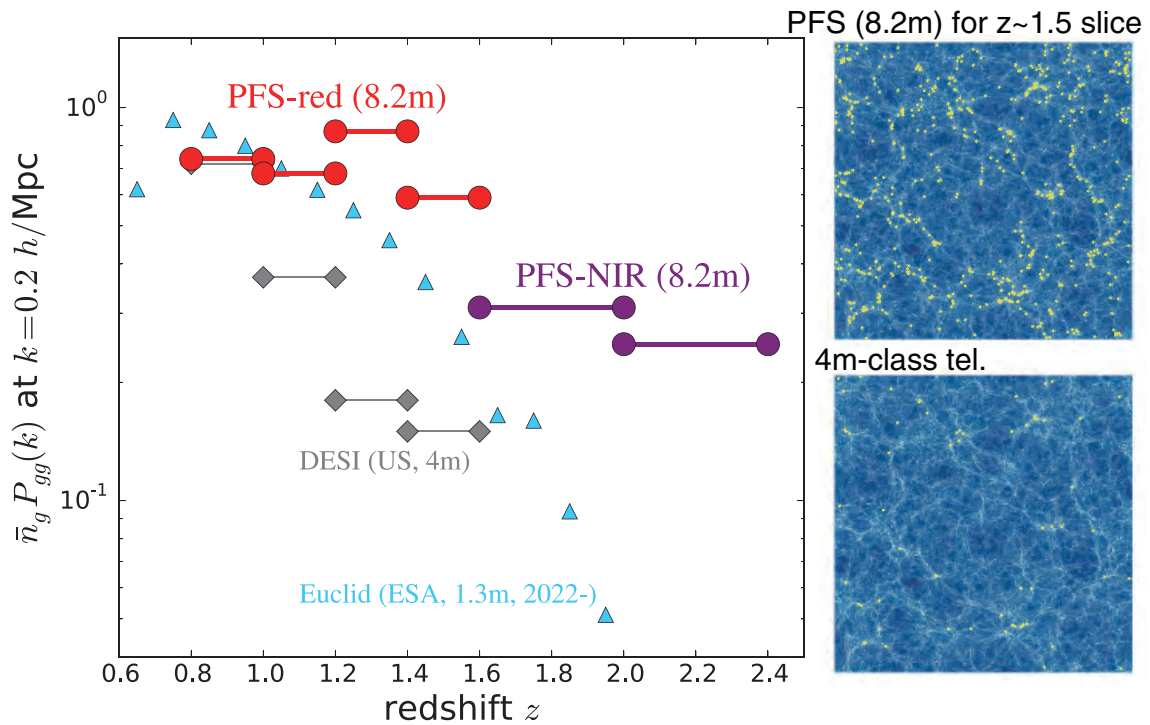 PFS (8.2m) for z~1.5 slice
PFS-red (8.2m)
10^0
PFS-NIR (8.2m)
4m-class tel.
n̄_g P_gg(k) at k=0.2 h/Mpc
DESI (US, 4m)
10^-1
Euclid (ESA, 1.3m, 2022-)
0.6 0.8 1.0 1.2 1.4 1.6 1.8 2.0 2.2 2.4
redshift z